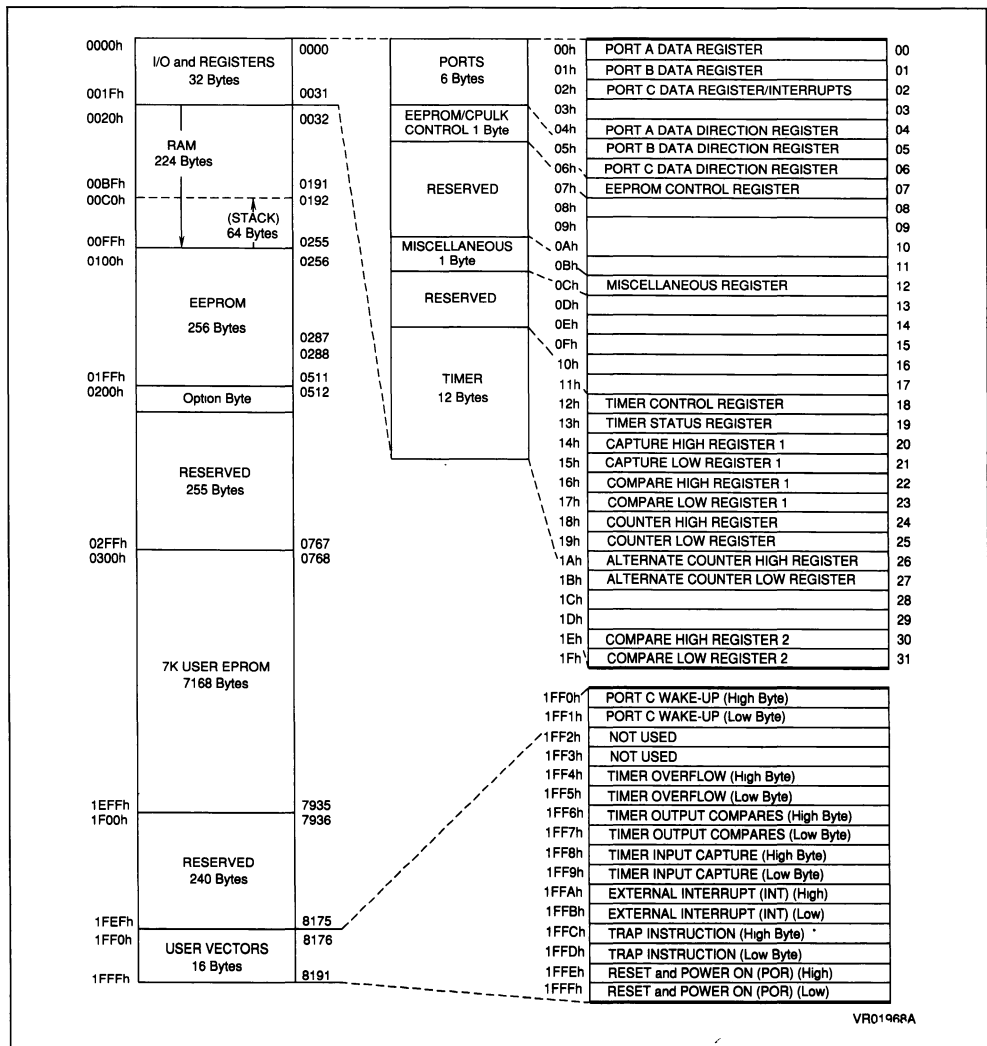 0000h
I/O and REGISTERS
32 Bytes
0000
001Fh
0031
0020h
0032
RAM
224 Bytes
00BFh
0191
00C0h
0192
(STACK)
64 Bytes
00FFh
0255
0100h
0256
EEPROM
256 Bytes
0287
0288
01FFh
0511
0200h
Option Byte
0512
RESERVED
255 Bytes
02FFh
0767
0300h
0768
7K USER EPROM
7168 Bytes
1EFFh
7935
1F00h
7936
RESERVED
240 Bytes
1FEFh
8175
1FF0h
8176
USER VECTORS
16 Bytes
1FFFh
8191
PORTS
6 Bytes
EEPROM/CPULK
CONTROL 1 Byte
RESERVED
MISCELLANEOUS
1 Byte
RESERVED
TIMER
12 Bytes
00h PORT A DATA REGISTER 00
01h PORT B DATA REGISTER 01
02h PORT C DATA REGISTER/INTERRUPTS 02
03h 03
04h PORT A DATA DIRECTION REGISTER 04
05h PORT B DATA DIRECTION REGISTER 05
06h PORT C DATA DIRECTION REGISTER 06
07h EEPROM CONTROL REGISTER 07
08h 08
09h 09
0Ah 10
0Bh 11
0Ch MISCELLANEOUS REGISTER 12
0Dh 13
0Eh 14
0Fh 15
10h 16
11h 17
12h TIMER CONTROL REGISTER 18
13h TIMER STATUS REGISTER 19
14h CAPTURE HIGH REGISTER 1 20
15h CAPTURE LOW REGISTER 1 21
16h COMPARE HIGH REGISTER 1 22
17h COMPARE LOW REGISTER 1 23
18h COUNTER HIGH REGISTER 24
19h COUNTER LOW REGISTER 25
1Ah ALTERNATE COUNTER HIGH REGISTER 26
1Bh ALTERNATE COUNTER LOW REGISTER 27
1Ch 28
1Dh 29
1Eh COMPARE HIGH REGISTER 2 30
1Fh COMPARE LOW REGISTER 2 31
1FF0h PORT C WAKE-UP (High Byte)
1FF1h PORT C WAKE-UP (Low Byte)
1FF2h NOT USED
1FF3h NOT USED
1FF4h TIMER OVERFLOW (High Byte)
1FF5h TIMER OVERFLOW (Low Byte)
1FF6h TIMER OUTPUT COMPARES (High Byte)
1FF7h TIMER OUTPUT COMPARES (Low Byte)
1FF8h TIMER INPUT CAPTURE (High Byte)
1FF9h TIMER INPUT CAPTURE (Low Byte)
1FFAh EXTERNAL INTERRUPT (INT) (High)
1FFBh EXTERNAL INTERRUPT (INT) (Low)
1FFCh TRAP INSTRUCTION (High Byte)
1FFDh TRAP INSTRUCTION (Low Byte)
1FFEh RESET and POWER ON (POR) (High)
1FFFh RESET and POWER ON (POR) (Low)
VR01968A